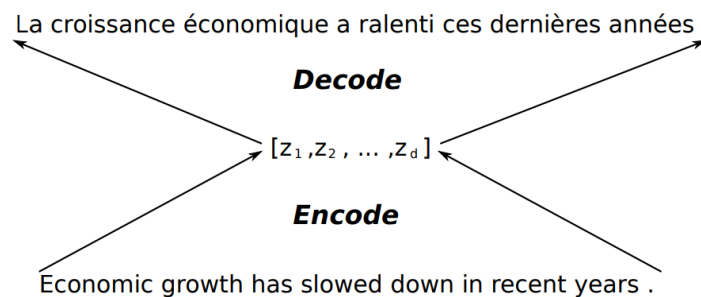 La croissance économique a ralenti ces dernières années
Decode
[z₁ ,z₂ , ... ,z_d ]
Encode
Economic growth has slowed down in recent years .